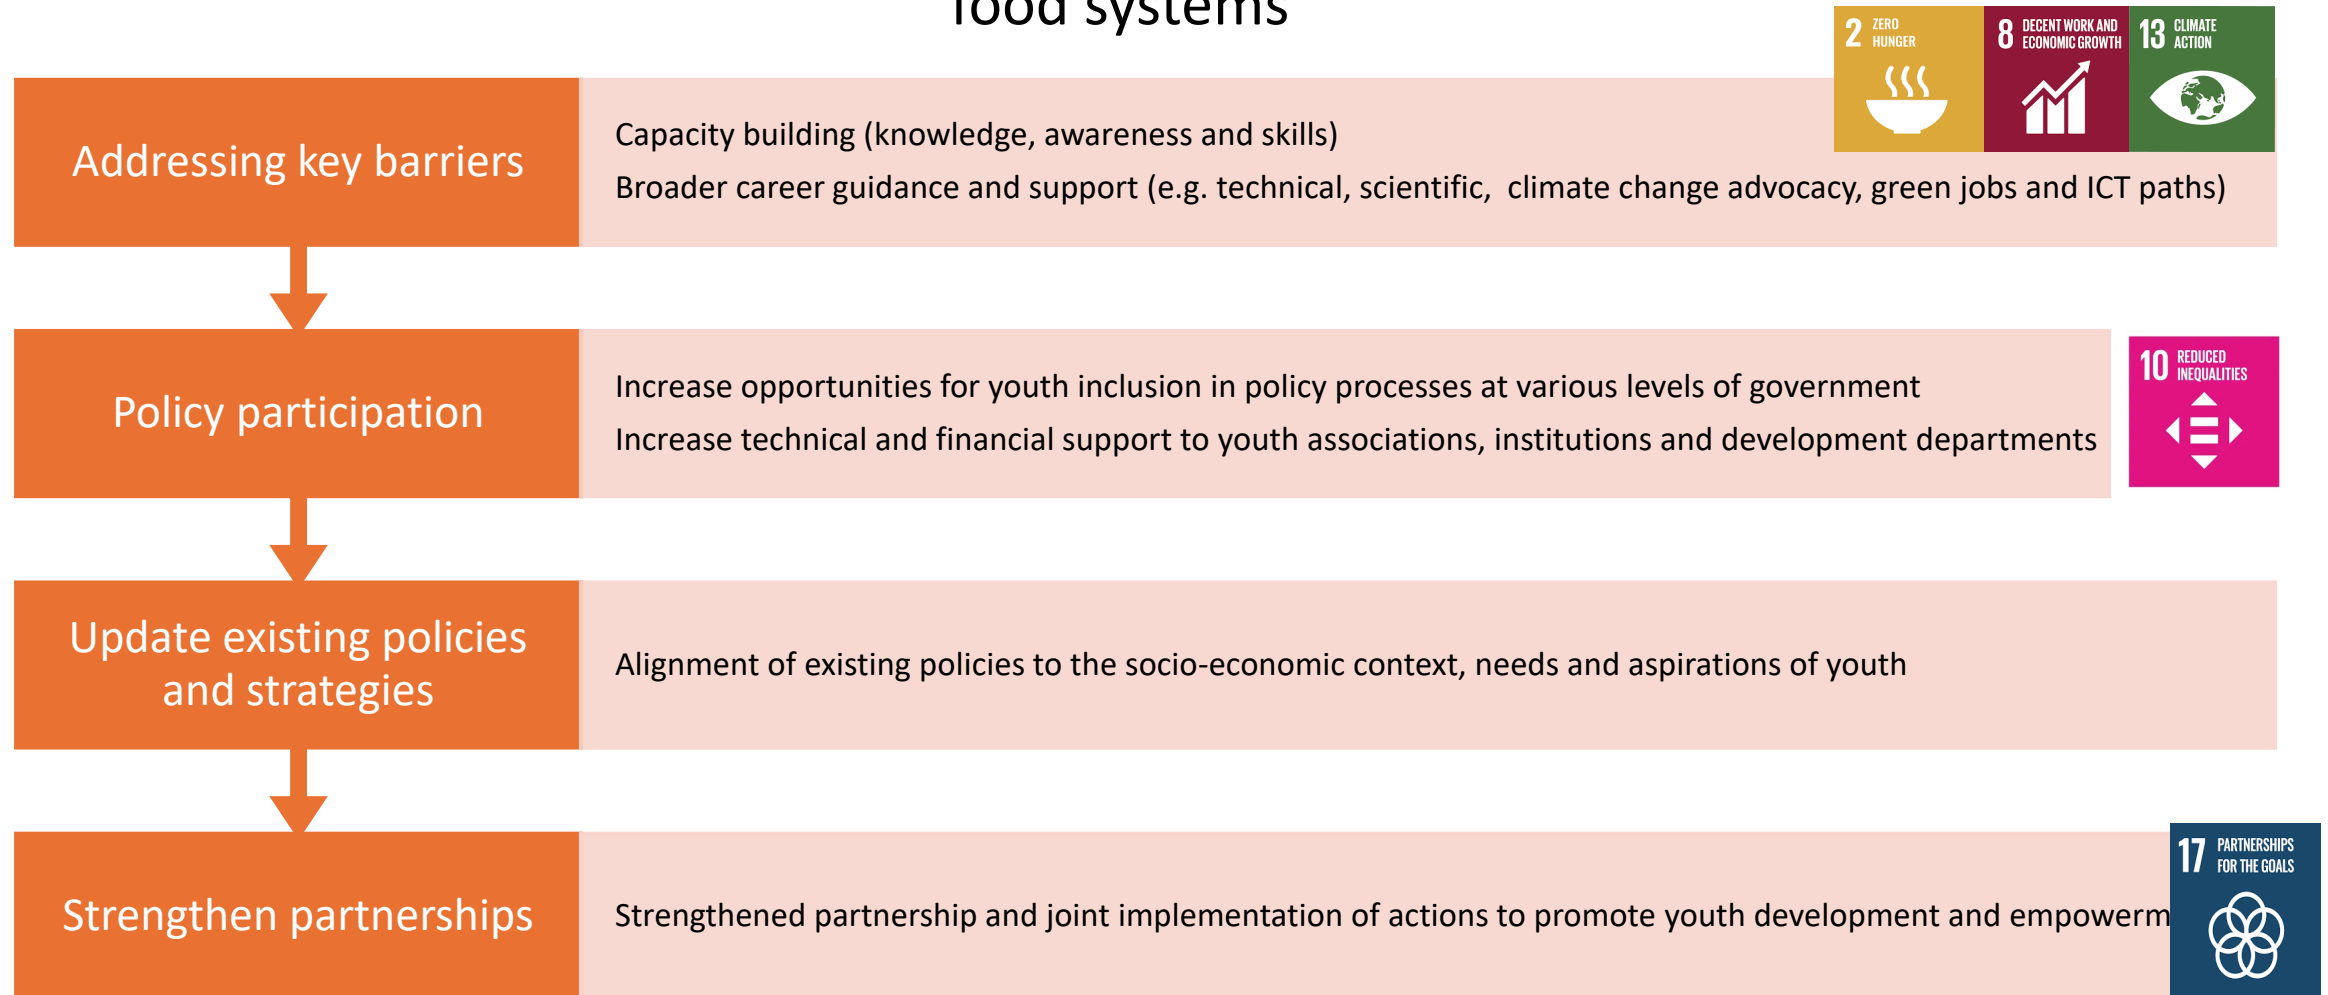 food systems
2 ZERO
HUNGER
8 DECENT WORK AND
ECONOMIC GROWTH
13 CLIMATE
ACTION
Addressing key barriers
Capacity building (knowledge, awareness and skills)
Broader career guidance and support (e.g. technical, scientific,  climate change advocacy, green jobs and ICT paths)
Policy participation
Increase opportunities for youth inclusion in policy processes at various levels of government
Increase technical and financial support to youth associations, institutions and development departments
10 REDUCED
INEQUALITIES
Update existing policies
and strategies
Alignment of existing policies to the socio-economic context, needs and aspirations of youth
Strengthen partnerships
Strengthened partnership and joint implementation of actions to promote youth development and empowerm
17 PARTNERSHIPS
FOR THE GOALS